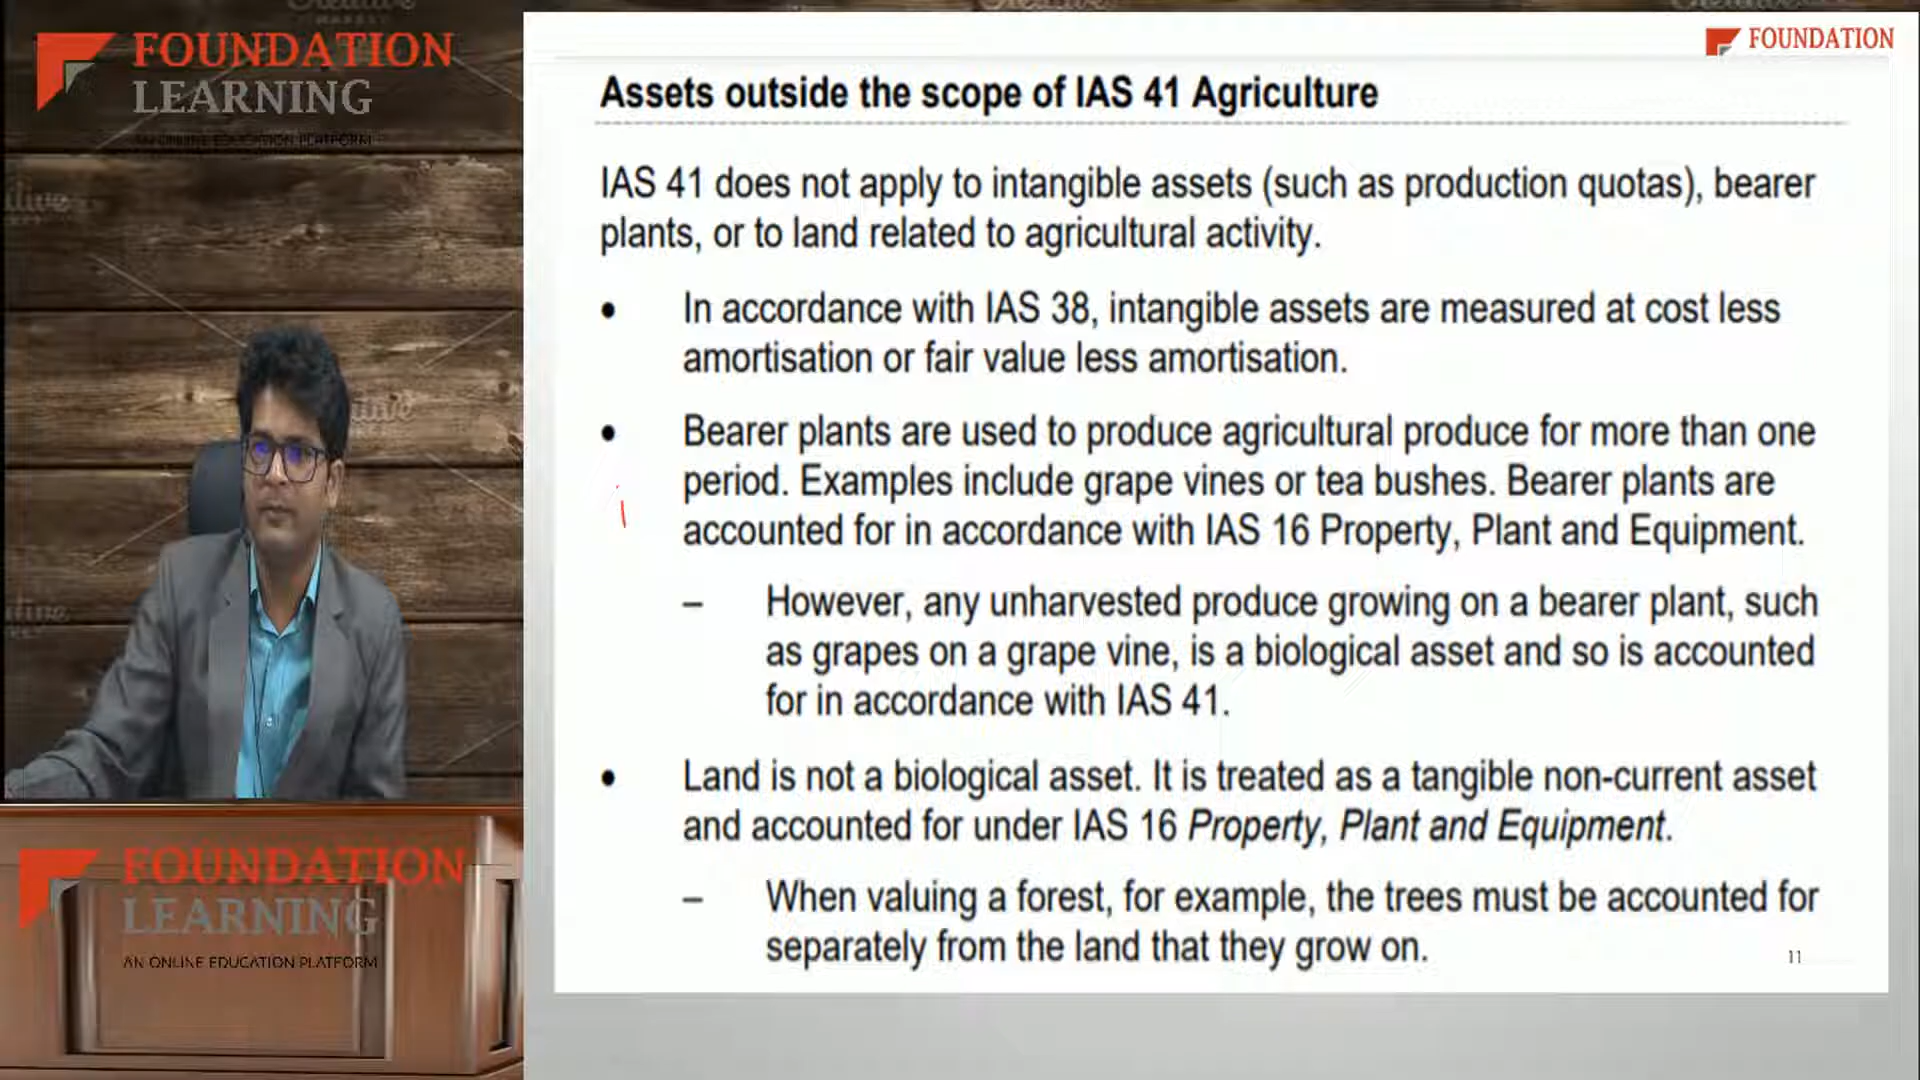 FOUNDATION
LEARNING
AN ONLINE EDUCATION PLATFORM
FOUNDATION
Assets outside the scope of IAS 41 Agriculture
IAS 41 does not apply to intangible assets (such as production quotas), bearer
plants, or to land related to agricultural activity.
• In accordance with IAS 38, intangible assets are measured at cost less
amortisation or fair value less amortisation.
• Bearer plants are used to produce agricultural produce for more than one
period. Examples include grape vines or tea bushes. Bearer plants are
accounted for in accordance with IAS 16 Property, Plant and Equipment.
– However, any unharvested produce growing on a bearer plant, such
as grapes on a grape vine, is a biological asset and so is accounted
for in accordance with IAS 41.
• Land is not a biological asset. It is treated as a tangible non-current asset
and accounted for under IAS 16 Property, Plant and Equipment.
– When valuing a forest, for example, the trees must be accounted for
separately from the land that they grow on.
11
FOUNDATION
LEARNING
AN ONLINE EDUCATION PLATFORM